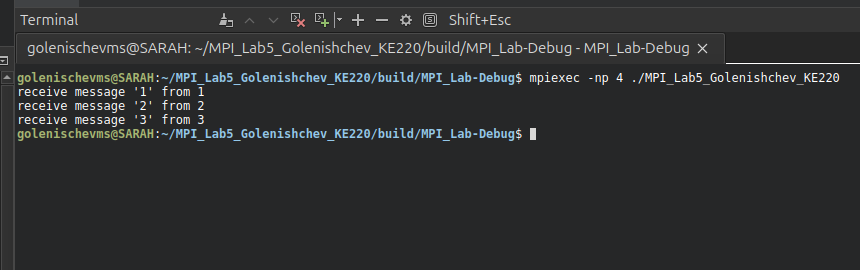 Terminal
Shift+Esc
golenischevms@SARAH: ~/MPI_Lab5_Golenishchev_KE220/build/MPI_Lab-Debug - MPI_Lab-Debug
golenischevms@SARAH:~/MPI_Lab5_Golenishchev_KE220/build/MPI_Lab-Debug$ mpiexec -np 4 ./MPI_Lab5_Golenishchev_KE220
receive message '1' from 1
receive message '2' from 2
receive message '3' from 3
golenischevms@SARAH:~/MPI_Lab5_Golenishchev_KE220/build/MPI_Lab-Debug$